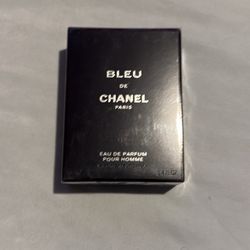 BLEU
DE
CHANEL
PARIS
EAU DE PARFUM
POUR HOMME